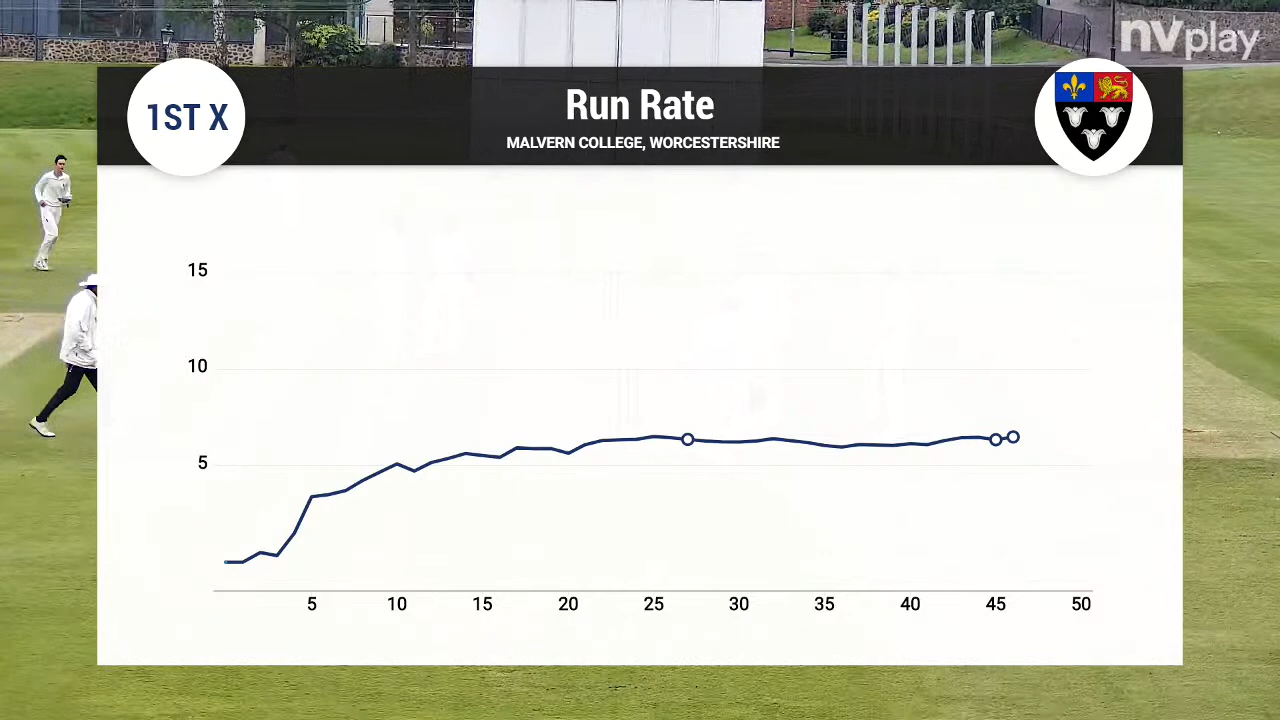 nvplay
1ST X
Run Rate
MALVERN COLLEGE, WORCESTERSHIRE
15
10
5
5 10 15 20 25 30 35 40 45 50